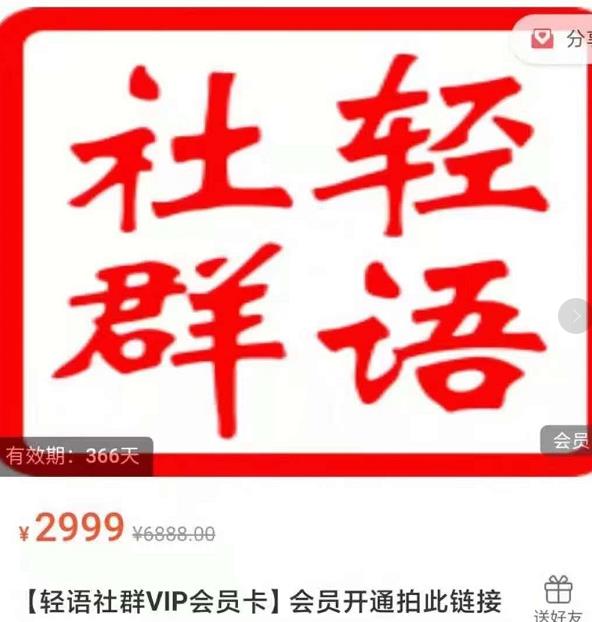 分享
轻语
社群
会员
有效期：366天
¥2999 ¥6888.00
【轻语社群VIP会员卡】会员开通拍此链接
送好友